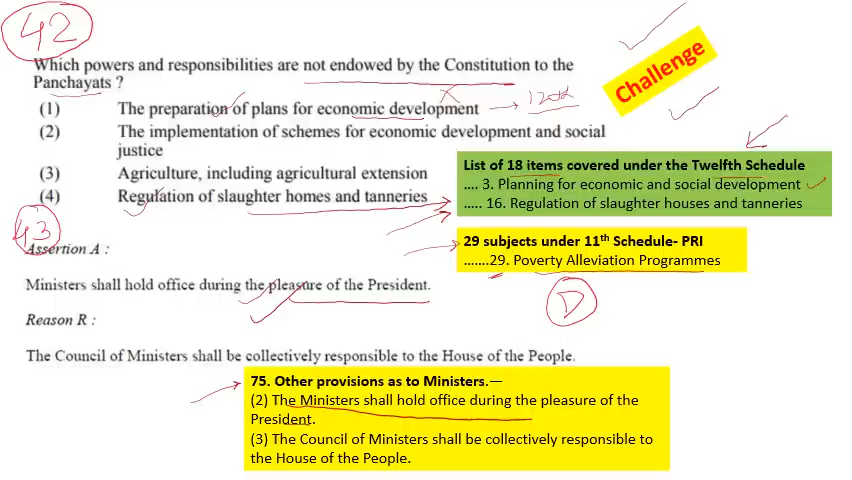 42
Which powers and responsibilities are not endowed by the Constitution to the
Panchayats ?
(1) The preparation of plans for economic development
12th
(2) The implementation of schemes for economic development and social
justice
(3) Agriculture, including agricultural extension
(4) Regulation of slaughter homes and tanneries
Challenge
List of 18 items covered under the Twelfth Schedule
.... 3. Planning for economic and social development
..... 16. Regulation of slaughter houses and tanneries
29 subjects under 11th Schedule- PRI
.......29. Poverty Alleviation Programmes
D
43
Assertion A :
Ministers shall hold office during the pleasure of the President.
Reason R :
The Council of Ministers shall be collectively responsible to the House of the People.
75. Other provisions as to Ministers.—
(2) The Ministers shall hold office during the pleasure of the
President.
(3) The Council of Ministers shall be collectively responsible to
the House of the People.